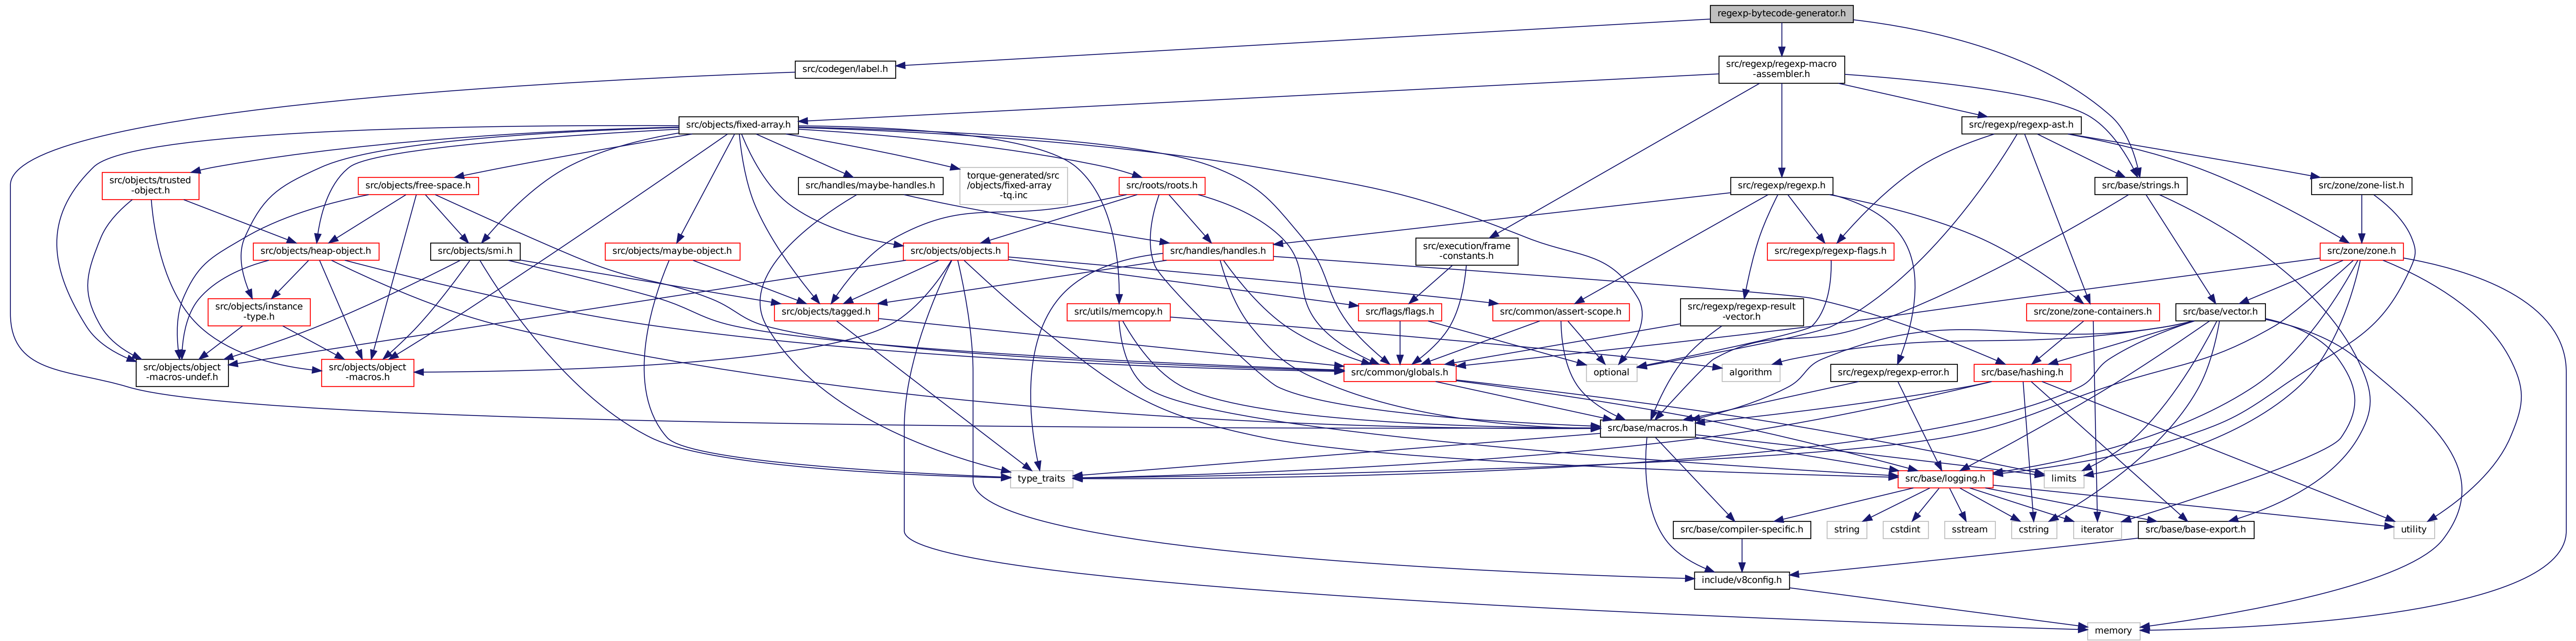 regexp-bytecode-generator.h
src/codegen/label.h
src/regexp/regexp-macro
-assembler.h
src/objects/fixed-array.h
src/regexp/regexp-ast.h
src/objects/trusted
-object.h
src/objects/free-space.h
src/handles/maybe-handles.h
torque-generated/src
/objects/fixed-array
-tq.inc
src/roots/roots.h
src/regexp/regexp.h
src/base/strings.h
src/zone/zone-list.h
src/objects/heap-object.h
src/objects/smi.h
src/objects/maybe-object.h
src/objects/objects.h
src/handles/handles.h
src/execution/frame
-constants.h
src/regexp/regexp-flags.h
src/zone/zone.h
src/objects/instance
-type.h
src/objects/tagged.h
src/utils/memcopy.h
src/flags/flags.h
src/common/assert-scope.h
src/regexp/regexp-result
-vector.h
src/zone/zone-containers.h
src/base/vector.h
src/objects/object
-macros-undef.h
src/objects/object
-macros.h
src/common/globals.h
optional
algorithm
src/regexp/regexp-error.h
src/base/hashing.h
src/base/macros.h
type_traits
src/base/logging.h
limits
src/base/compiler-specific.h
string
cstdint
sstream
cstring
iterator
src/base/base-export.h
utility
include/v8config.h
memory